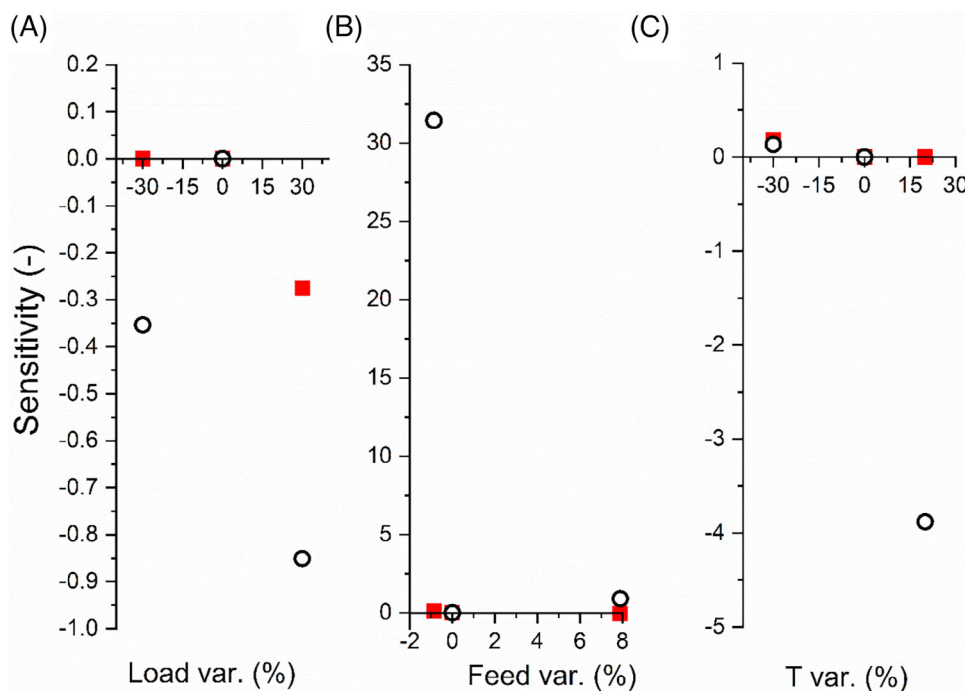 (A)
(B)
(C)
Sensitivity (-)
0.2
0.1
0.0
-0.1
-0.2
-0.3
-0.4
-0.5
-0.6
-0.7
-0.8
-0.9
-1.0
-30 -15 0 15 30
Load var. (%)
35
30
25
20
15
10
5
0
-2 0 2 4 6 8
Feed var. (%)
1
0
-1
-2
-3
-4
-5
-30 -15 0 15 30
T var. (%)